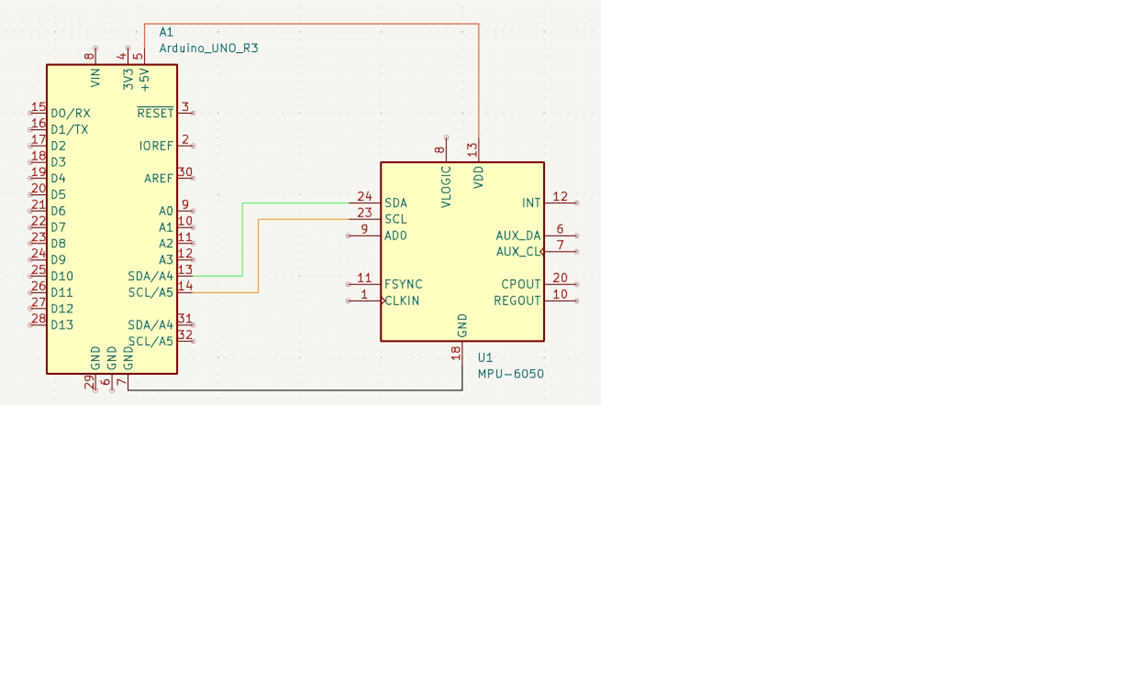 A1
Arduino_UNO_R3
8
4
5
VIN
3V3
+5V
15
D0/RX
RESET
3
16
D1/TX
17
D2
IOREF
2
18
D3
19
D4
AREF
30
20
D5
21
D6
A0
9
22
D7
A1
10
23
D8
A2
11
24
D9
A3
12
25
D10
SDA/A4
13
26
D11
SCL/A5
14
27
D12
28
D13
SDA/A4
31
SCL/A5
32
GND
GND
GND
29
6
7
8
13
VLOGIC
VDD
24
SDA
INT
12
23
SCL
9
AD0
AUX_DA
6
AUX_CL
7
11
FSYNC
CPOUT
20
1
CLKIN
REGOUT
10
GND
18
U1
MPU-6050